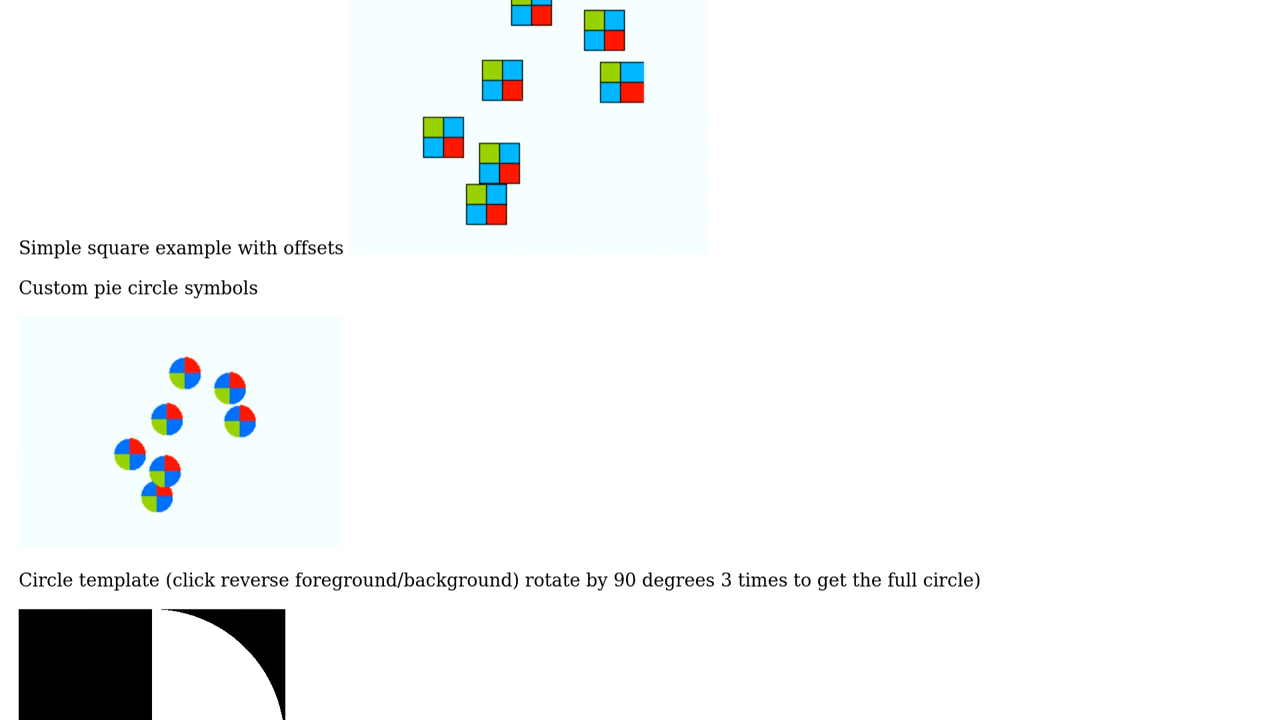 Simple square example with offsets
Custom pie circle symbols
Circle template (click reverse foreground/background) rotate by 90 degrees 3 times to get the full circle)